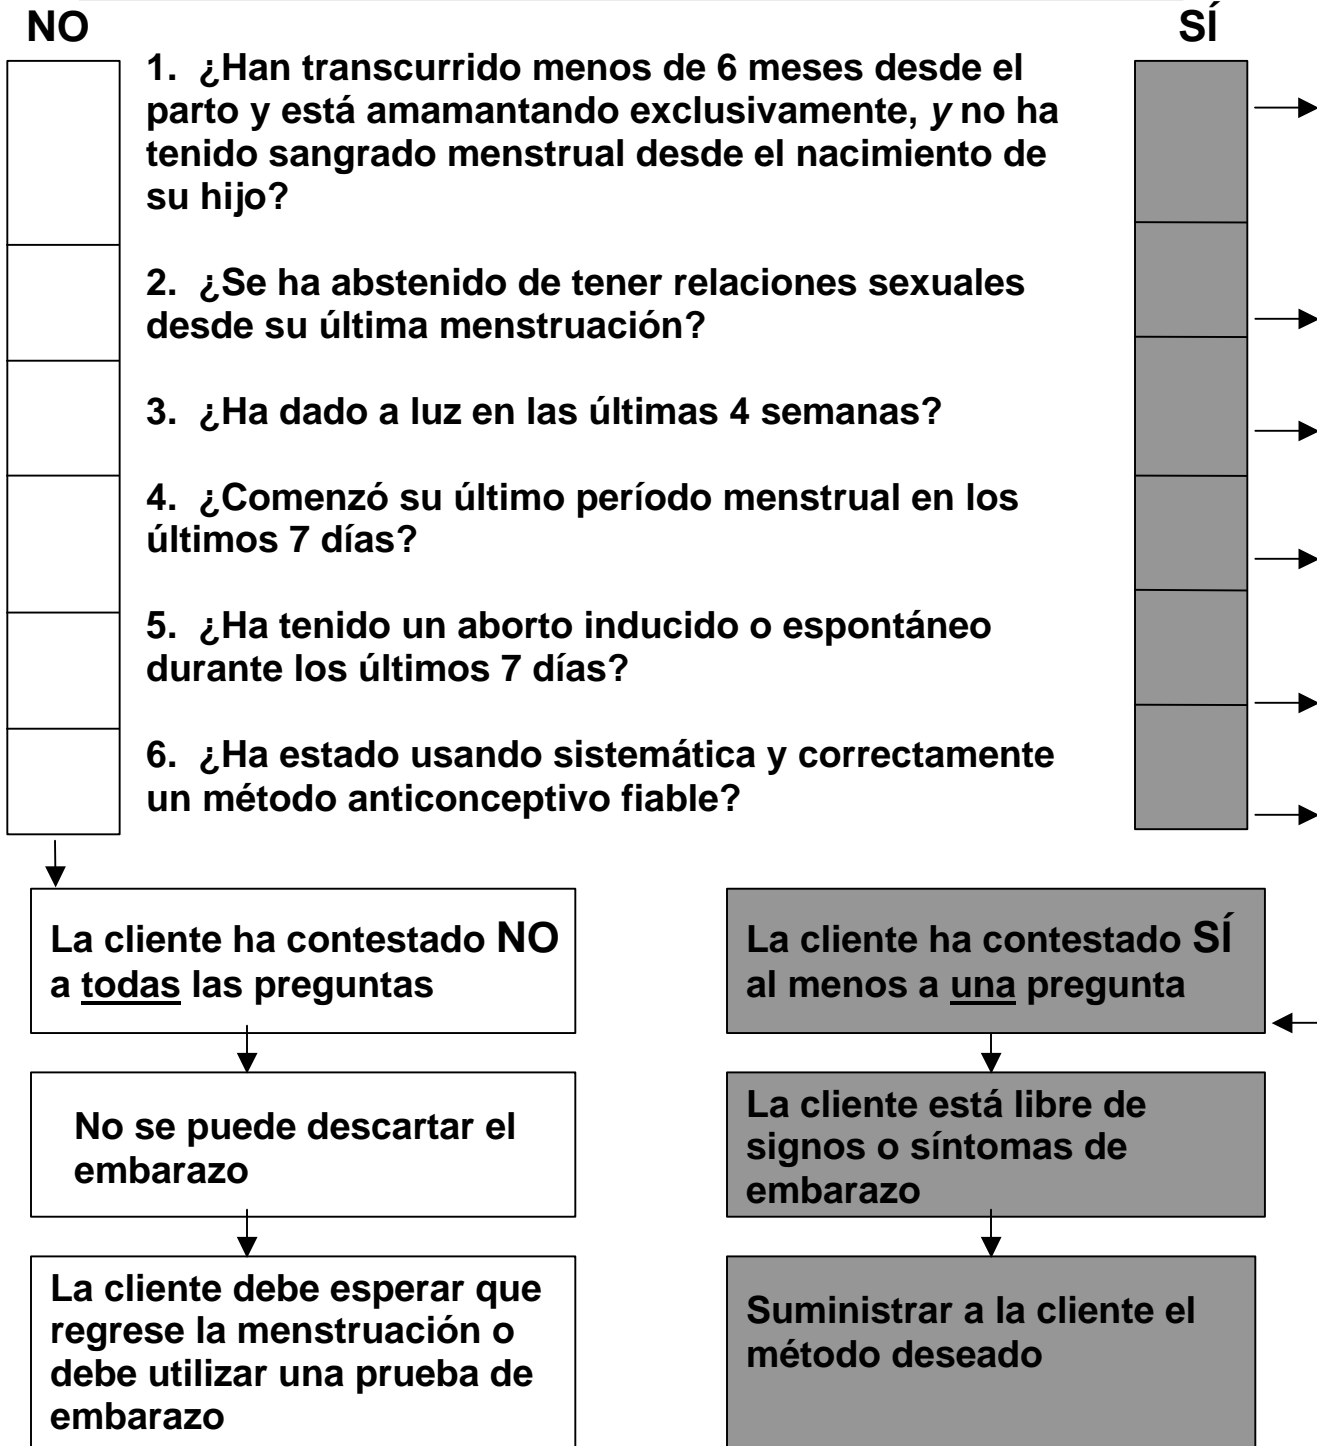 NO
SÍ
1. ¿Han transcurrido menos de 6 meses desde el
parto y está amamantando exclusivamente, y no ha
tenido sangrado menstrual desde el nacimiento de
su hijo?
2. ¿Se ha abstenido de tener relaciones sexuales
desde su última menstruación?
3. ¿Ha dado a luz en las últimas 4 semanas?
4. ¿Comenzó su último período menstrual en los
últimos 7 días?
5. ¿Ha tenido un aborto inducido o espontáneo
durante los últimos 7 días?
6. ¿Ha estado usando sistemática y correctamente
un método anticonceptivo fiable?
La cliente ha contestado NO
a todas las preguntas
La cliente ha contestado SÍ
al menos a una pregunta
No se puede descartar el
embarazo
La cliente está libre de
signos o síntomas de
embarazo
La cliente debe esperar que
regrese la menstruación o
debe utilizar una prueba de
embarazo
Suministrar a la cliente el
método deseado